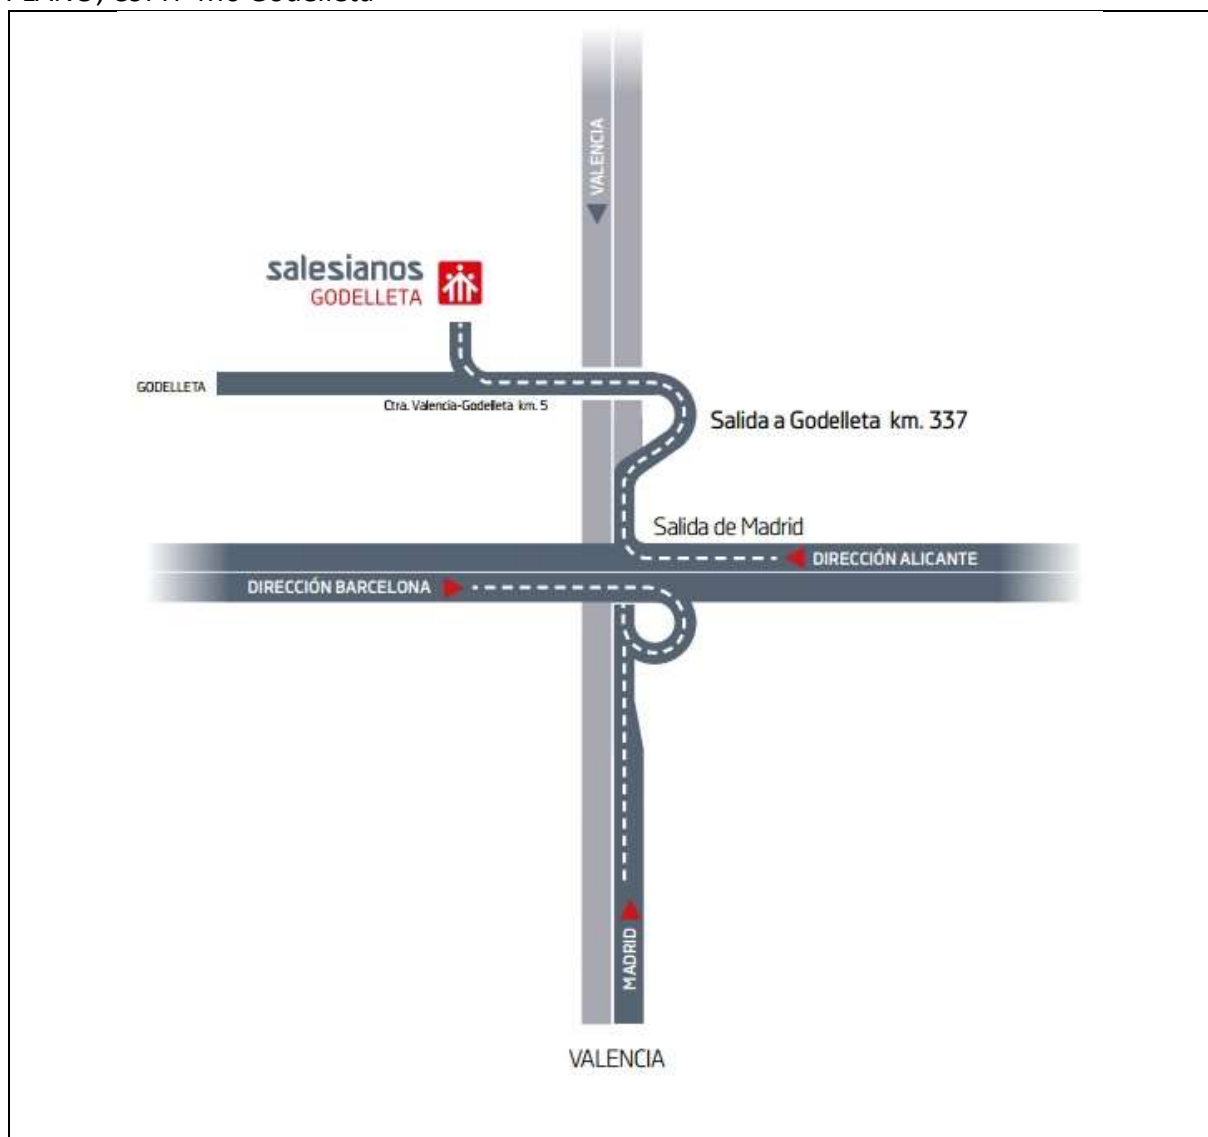 Godelleta
VALENCIA
salesianos
GODELLETA
GODELLETA
Ctra. Valencia-Godelleta km. 5
Salida a Godelleta km. 337
Salida de Madrid
DIRECCIÓN ALICANTE
DIRECCIÓN BARCELONA
MADRID
VALENCIA